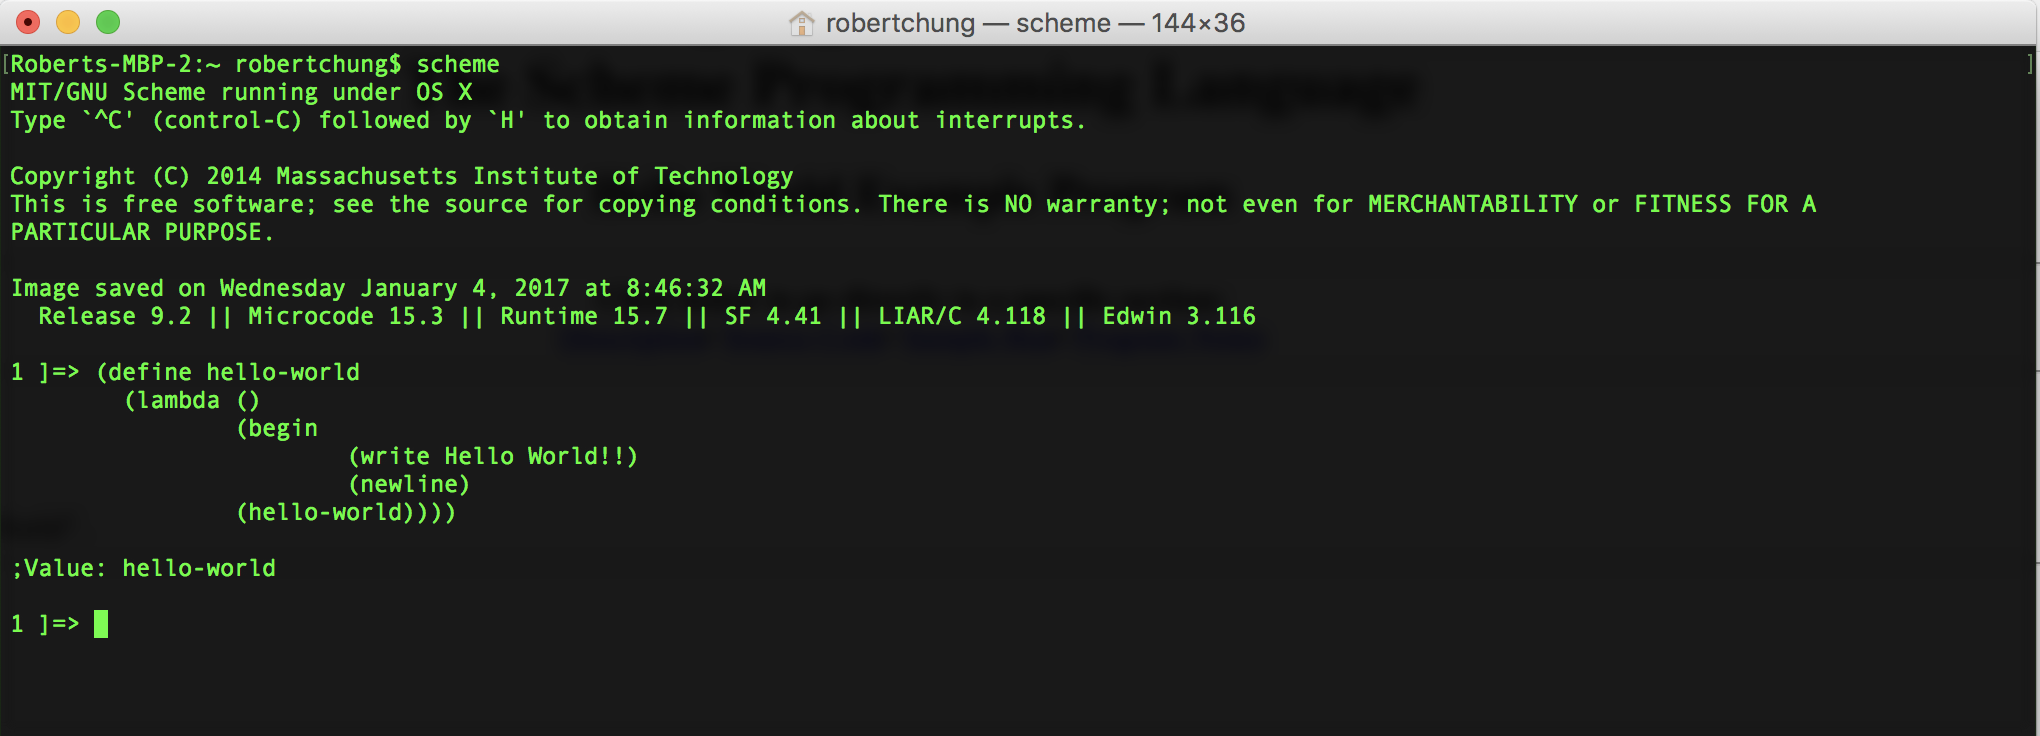 robertchung — scheme — 144×36
[Roberts-MBP-2:~ robertchung$ scheme ]
MIT/GNU Scheme running under OS X
Type `^C' (control-C) followed by `H' to obtain information about interrupts.
Copyright (C) 2014 Massachusetts Institute of Technology
This is free software; see the source for copying conditions. There is NO warranty; not even for MERCHANTABILITY or FITNESS FOR A
PARTICULAR PURPOSE.
Image saved on Wednesday January 4, 2017 at 8:46:32 AM
  Release 9.2 || Microcode 15.3 || Runtime 15.7 || SF 4.41 || LIAR/C 4.118 || Edwin 3.116
1 ]=> (define hello-world
        (lambda ()
                (begin
                        (write Hello World!!)
                        (newline)
                (hello-world))))
;Value: hello-world
1 ]=>
Scheme Programming Language